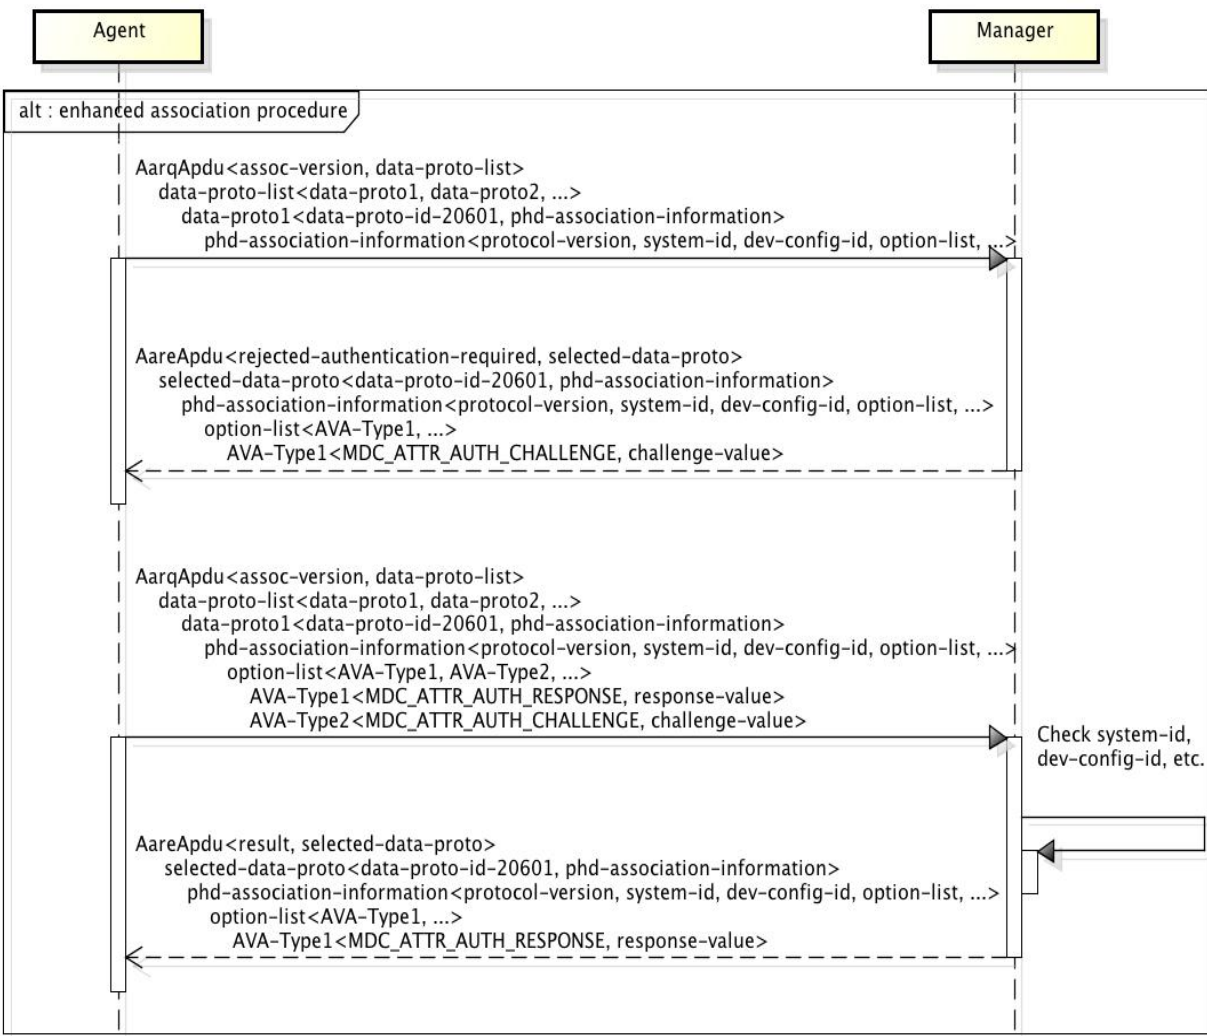 Agent
Manager
alt : enhanced association procedure
AarqApdu<assoc-version, data-proto-list>
data-proto-list<data-proto1, data-proto2, ...>
data-proto1<data-proto-id-20601, phd-association-information>
phd-association-information<protocol-version, system-id, dev-config-id, option-list, ...>
AareApdu<rejected-authentication-required, selected-data-proto>
selected-data-proto<data-proto-id-20601, phd-association-information>
phd-association-information<protocol-version, system-id, dev-config-id, option-list, ...>
option-list<AVA-Type1, ...>
AVA-Type1<MDC_ATTR_AUTH_CHALLENGE, challenge-value>
AarqApdu<assoc-version, data-proto-list>
data-proto-list<data-proto1, data-proto2, ...>
data-proto1<data-proto-id-20601, phd-association-information>
phd-association-information<protocol-version, system-id, dev-config-id, option-list, ...>
option-list<AVA-Type1, AVA-Type2, ...>
AVA-Type1<MDC_ATTR_AUTH_RESPONSE, response-value>
AVA-Type2<MDC_ATTR_AUTH_CHALLENGE, challenge-value>
Check system-id,
dev-config-id, etc.
AareApdu<result, selected-data-proto>
selected-data-proto<data-proto-id-20601, phd-association-information>
phd-association-information<protocol-version, system-id, dev-config-id, option-list, ...>
option-list<AVA-Type1, ...>
AVA-Type1<MDC_ATTR_AUTH_RESPONSE, response-value>